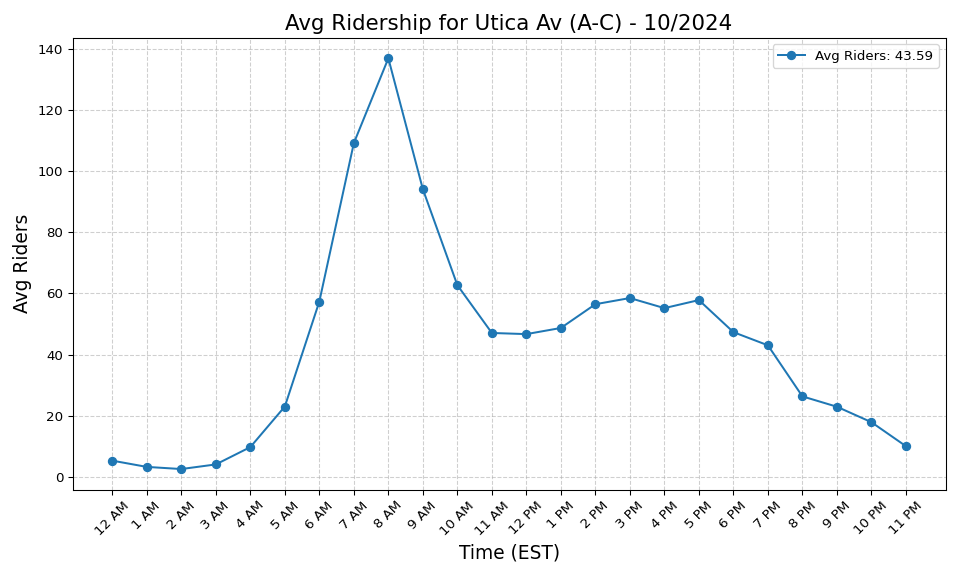 Avg Ridership for Utica Av (A-C) - 10/2024
Avg Riders: 43.59
Avg Riders
140
120
100
80
60
40
20
0
12 AM
1 AM
2 AM
3 AM
4 AM
5 AM
6 AM
7 AM
8 AM
9 AM
10 AM
11 AM
12 PM
1 PM
2 PM
3 PM
4 PM
5 PM
6 PM
7 PM
8 PM
9 PM
10 PM
11 PM
Time (EST)